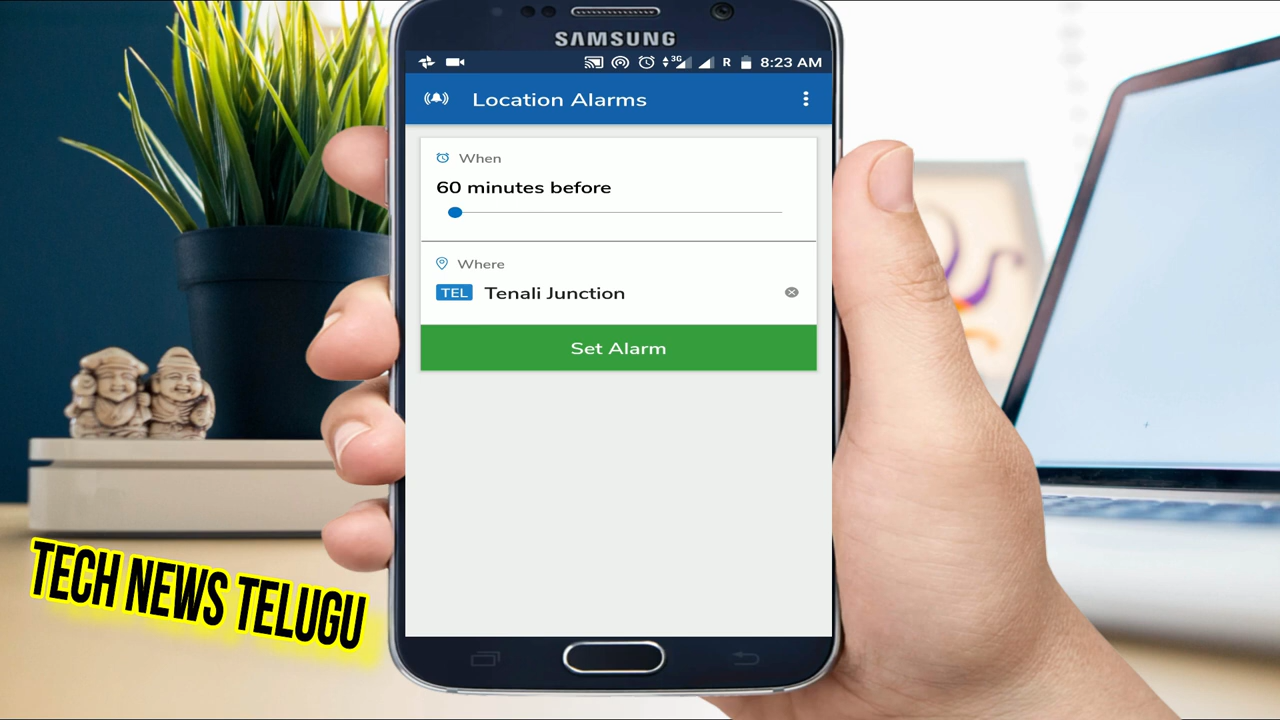 SAMSUNG
3G R 8:23 AM
Location Alarms
When
60 minutes before
Where
TEL Tenali Junction
Set Alarm
TECH NEWS TELUGU